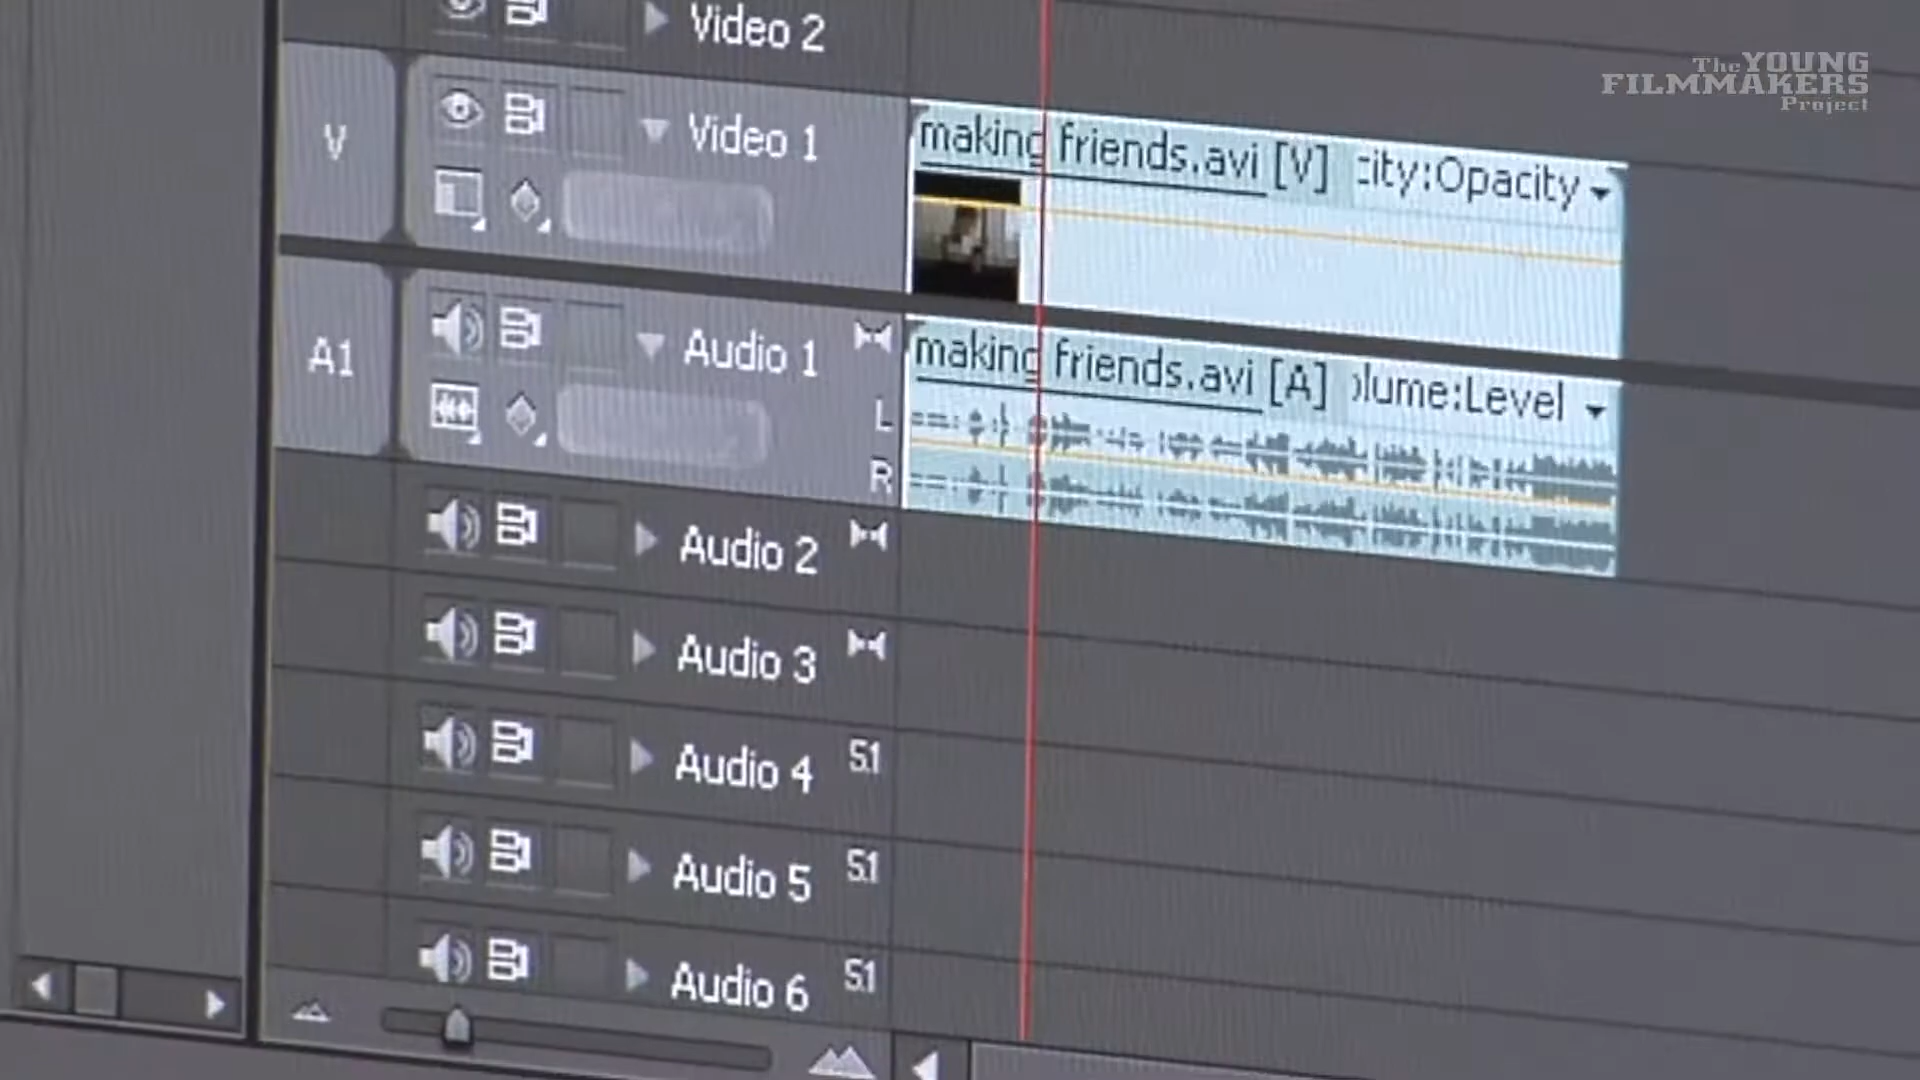 The YOUNG
FILMMAKERS
Project
Video 2
V
Video 1
making friends.avi [V] city:Opacity
A1
Audio 1
making friends.avi [A] olume:Level
L
R
Audio 2
Audio 3
Audio 4 5.1
Audio 5 5.1
Audio 6 5.1